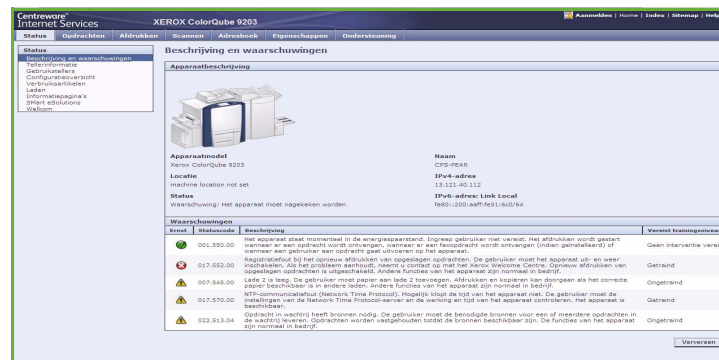 Centreware®
Internet Services
XEROX ColorQube 9203
Aanmelden | Home | Index | Sitemap | Help
Status Opdrachten Afdrukken Scannen Adresboek Eigenschappen Ondersteuning
Status
Beschrijving en waarschuwingen
Tellerinformatie
Gebruikstellers
Configuratieoverzicht
Verbruiksartikelen
Laden
Informatiepagina's
SMart eSolutions
Welkom
Beschrijving en waarschuwingen
Apparaatbeschrijving
Apparaatmodel
Xerox ColorQube 9203
Naam
CPS-PEAR
Locatie
machine location not set
IPv4-adres
13.121.40.112
Status
Waarschuwing: Het apparaat moet nagekeken worden
IPv6-adres: Link Local
fe80::200:aaff:fe51:6c0/64
Waarschuwingen
Ernst Statuscode Beschrijving Vereist trainingsnivea
001.550.00 Het apparaat staat momenteel in de energiespaarstand. Ingreep gebruiker niet vereist. Het afdrukken wordt gestart
wanneer er een opdracht wordt ontvangen, wanneer er een faxopdracht wordt ontvangen (indien geïnstalleerd) of
wanneer een gebruiker een opdracht gaat uitvoeren op het apparaat.
Geen interventie verei
017.552.00 Registratiefout bij het opnieuw afdrukken van opgeslagen opdrachten. De gebruiker moet het apparaat uit- en weer
inschakelen. Als het probleem aanhoudt, neemt u contact op met het Xerox Welcome Centre. Opnieuw afdrukken van
opgeslagen opdrachten is uitgeschakeld. Andere functies van het apparaat zijn normaal in bedrijf.
Getraind
007.545.00 Lade 2 is leeg. De gebruiker moet papier aan lade 2 toevoegen. Afdrukken en kopiëren kan doorgaan als het correcte
papier beschikbaar is in andere laden. Andere functies van het apparaat zijn normaal in bedrijf.
Ongetraind
017.570.00 NTP-communicatiefout (Network Time Protocol). Mogelijk klopt de tijd van het apparaat niet. De gebruiker moet de
instellingen van de Network Time Protocol-server en de werking en tijd van het apparaat controleren. Het apparaat is
beschikbaar.
Getraind
022.513.04 Opdracht in wachtrij heeft bronnen nodig. De gebruiker moet de benodigde bronnen voor een of meerdere opdrachten in
de wachtrij leveren. Opdrachten worden vastgehouden totdat de bronnen beschikbaar zijn. De functies van het apparaat
zijn normaal in bedrijf.
Ongetraind
Verversen